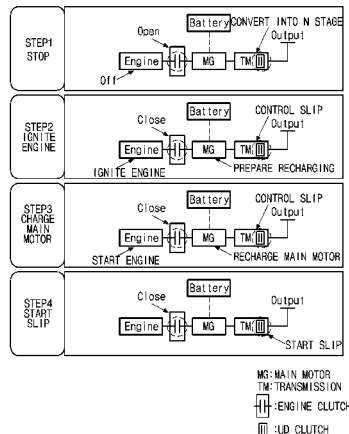 STEP1
STOP
Open
Battery
CONVERT INTO N STAGE
Output
Engine
MG
TM
Off
STEP2
IGNITE
ENGINE
Close
Battery
CONTROL SLIP
Output
Engine
MG
TM
IGNITE ENGINE
PREPARE RECHARGING
STEP3
CHARGE
MAIN
MOTOR
Close
Battery
CONTROL SLIP
Output
Engine
MG
TM
START ENGINE
RECHARGE MAIN MOTOR
STEP4
START
SLIP
Close
Battery
Output
Engine
MG
TM
START SLIP
MG:MAIN MOTOR
TM:TRANSMISSION
:ENGINE CLUTCH
:UD CLUTCH